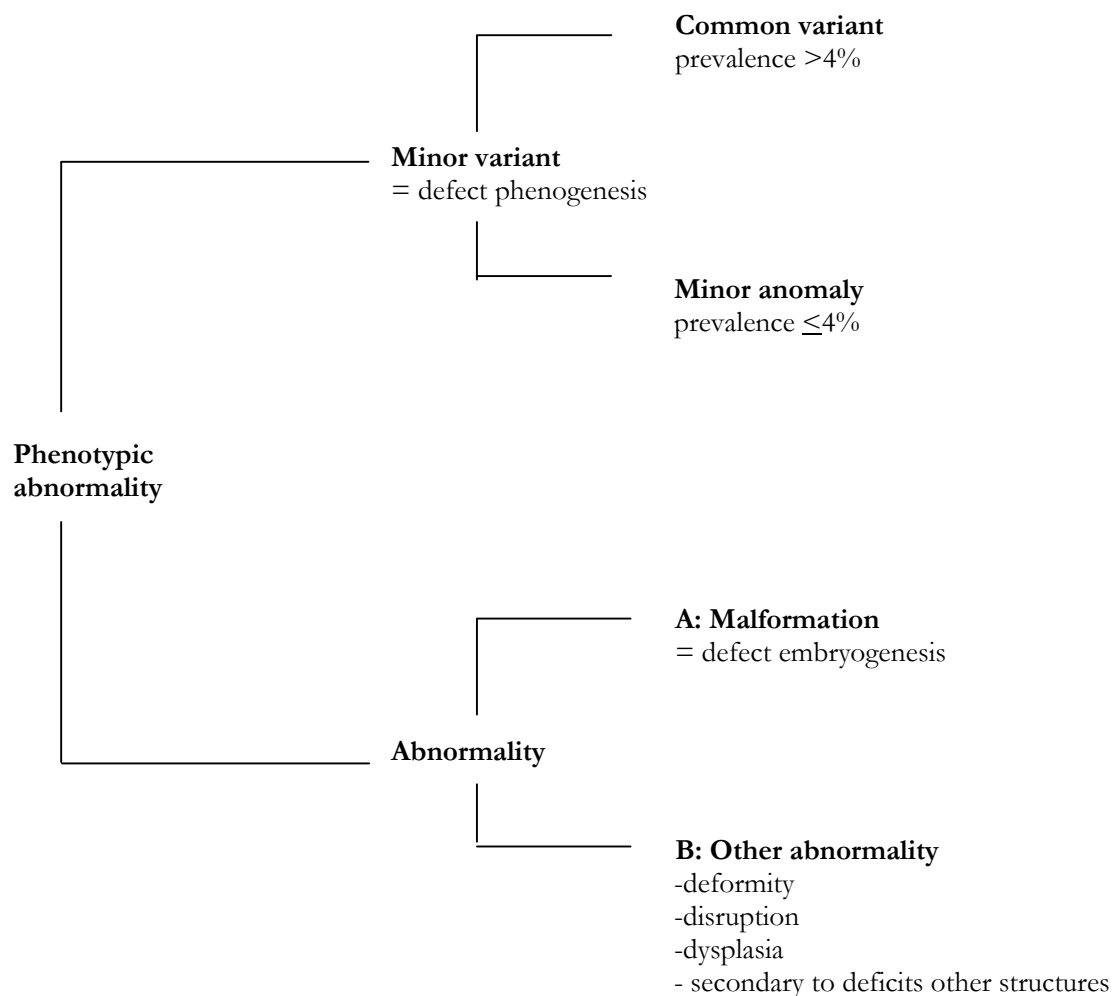 Common variant
prevalence >4%
Minor variant
= defect phenogenesis
Minor anomaly
prevalence ≤4%
Phenotypic
abnormality
A: Malformation
= defect embryogenesis
Abnormality
B: Other abnormality
-deformity
-disruption
-dysplasia
- secondary to deficits other structures